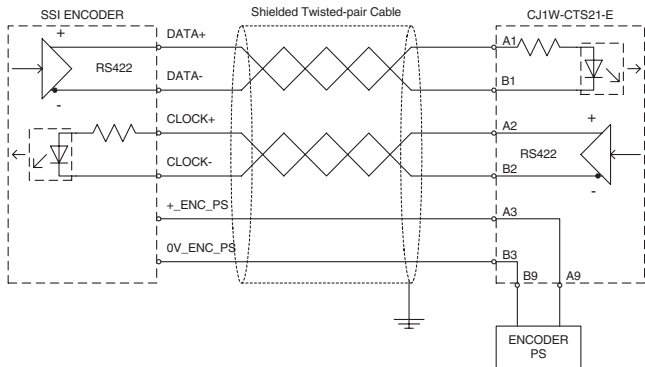 SSI ENCODER
Shielded Twisted-pair Cable
CJ1W-CTS21-E
+
RS422
-
DATA+
DATA-
CLOCK+
CLOCK-
+_ENC_PS
0V_ENC_PS
A1
B1
A2
B2
+
RS422
-
A3
B3
B9
A9
ENCODER
PS